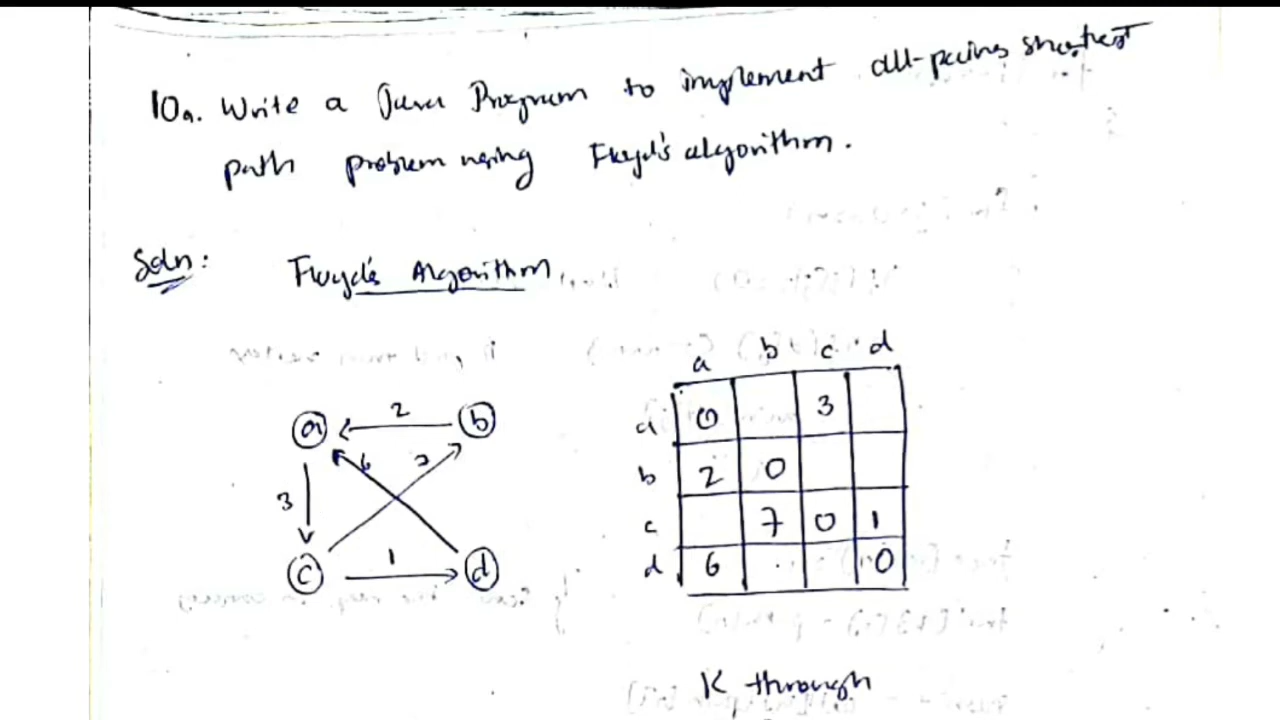 10a. Write a Java Program to implement all-pairs shortest
path problem using Floyd's algorithm.
Soln:
Floyd's Algorithm
a b c d
a 0 3
b 2 0
c 7 0 1
d 6 0
a 2 b
6
3
c 1 d
K through